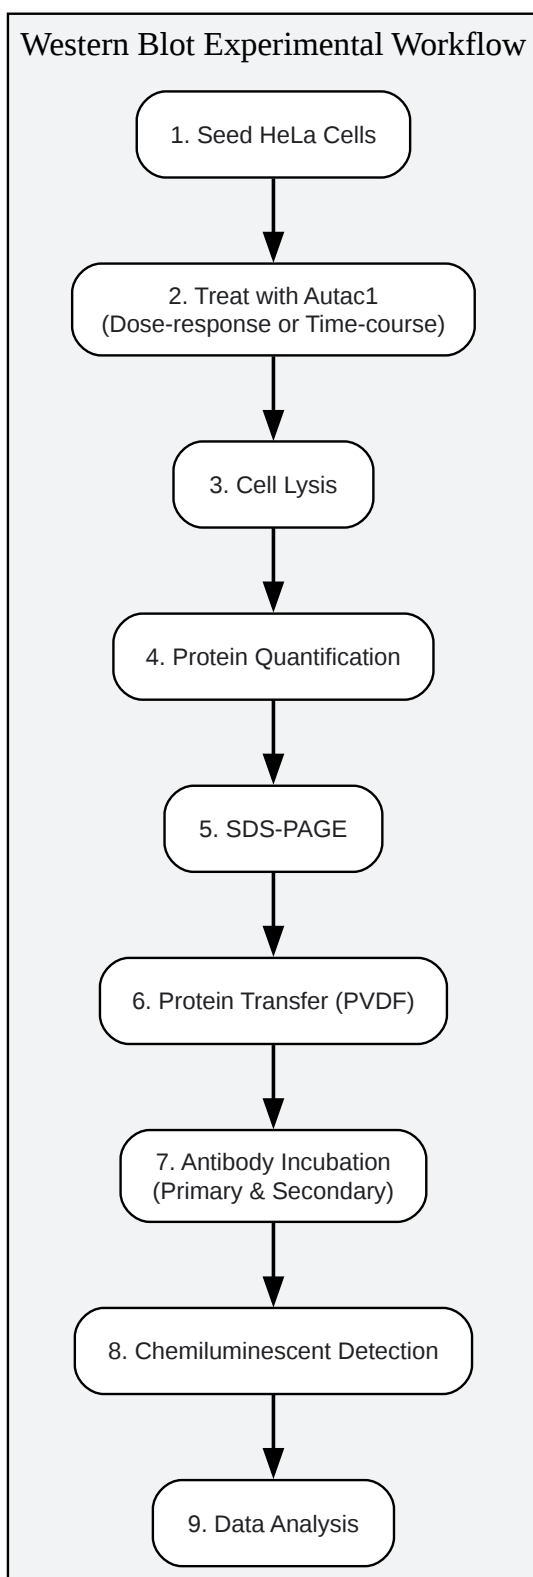 Western Blot Experimental Workflow
1. Seed HeLa Cells
2. Treat with Autac1
(Dose-response or Time-course)
3. Cell Lysis
4. Protein Quantification
5. SDS-PAGE
6. Protein Transfer (PVDF)
7. Antibody Incubation
(Primary & Secondary)
8. Chemiluminescent Detection
9. Data Analysis